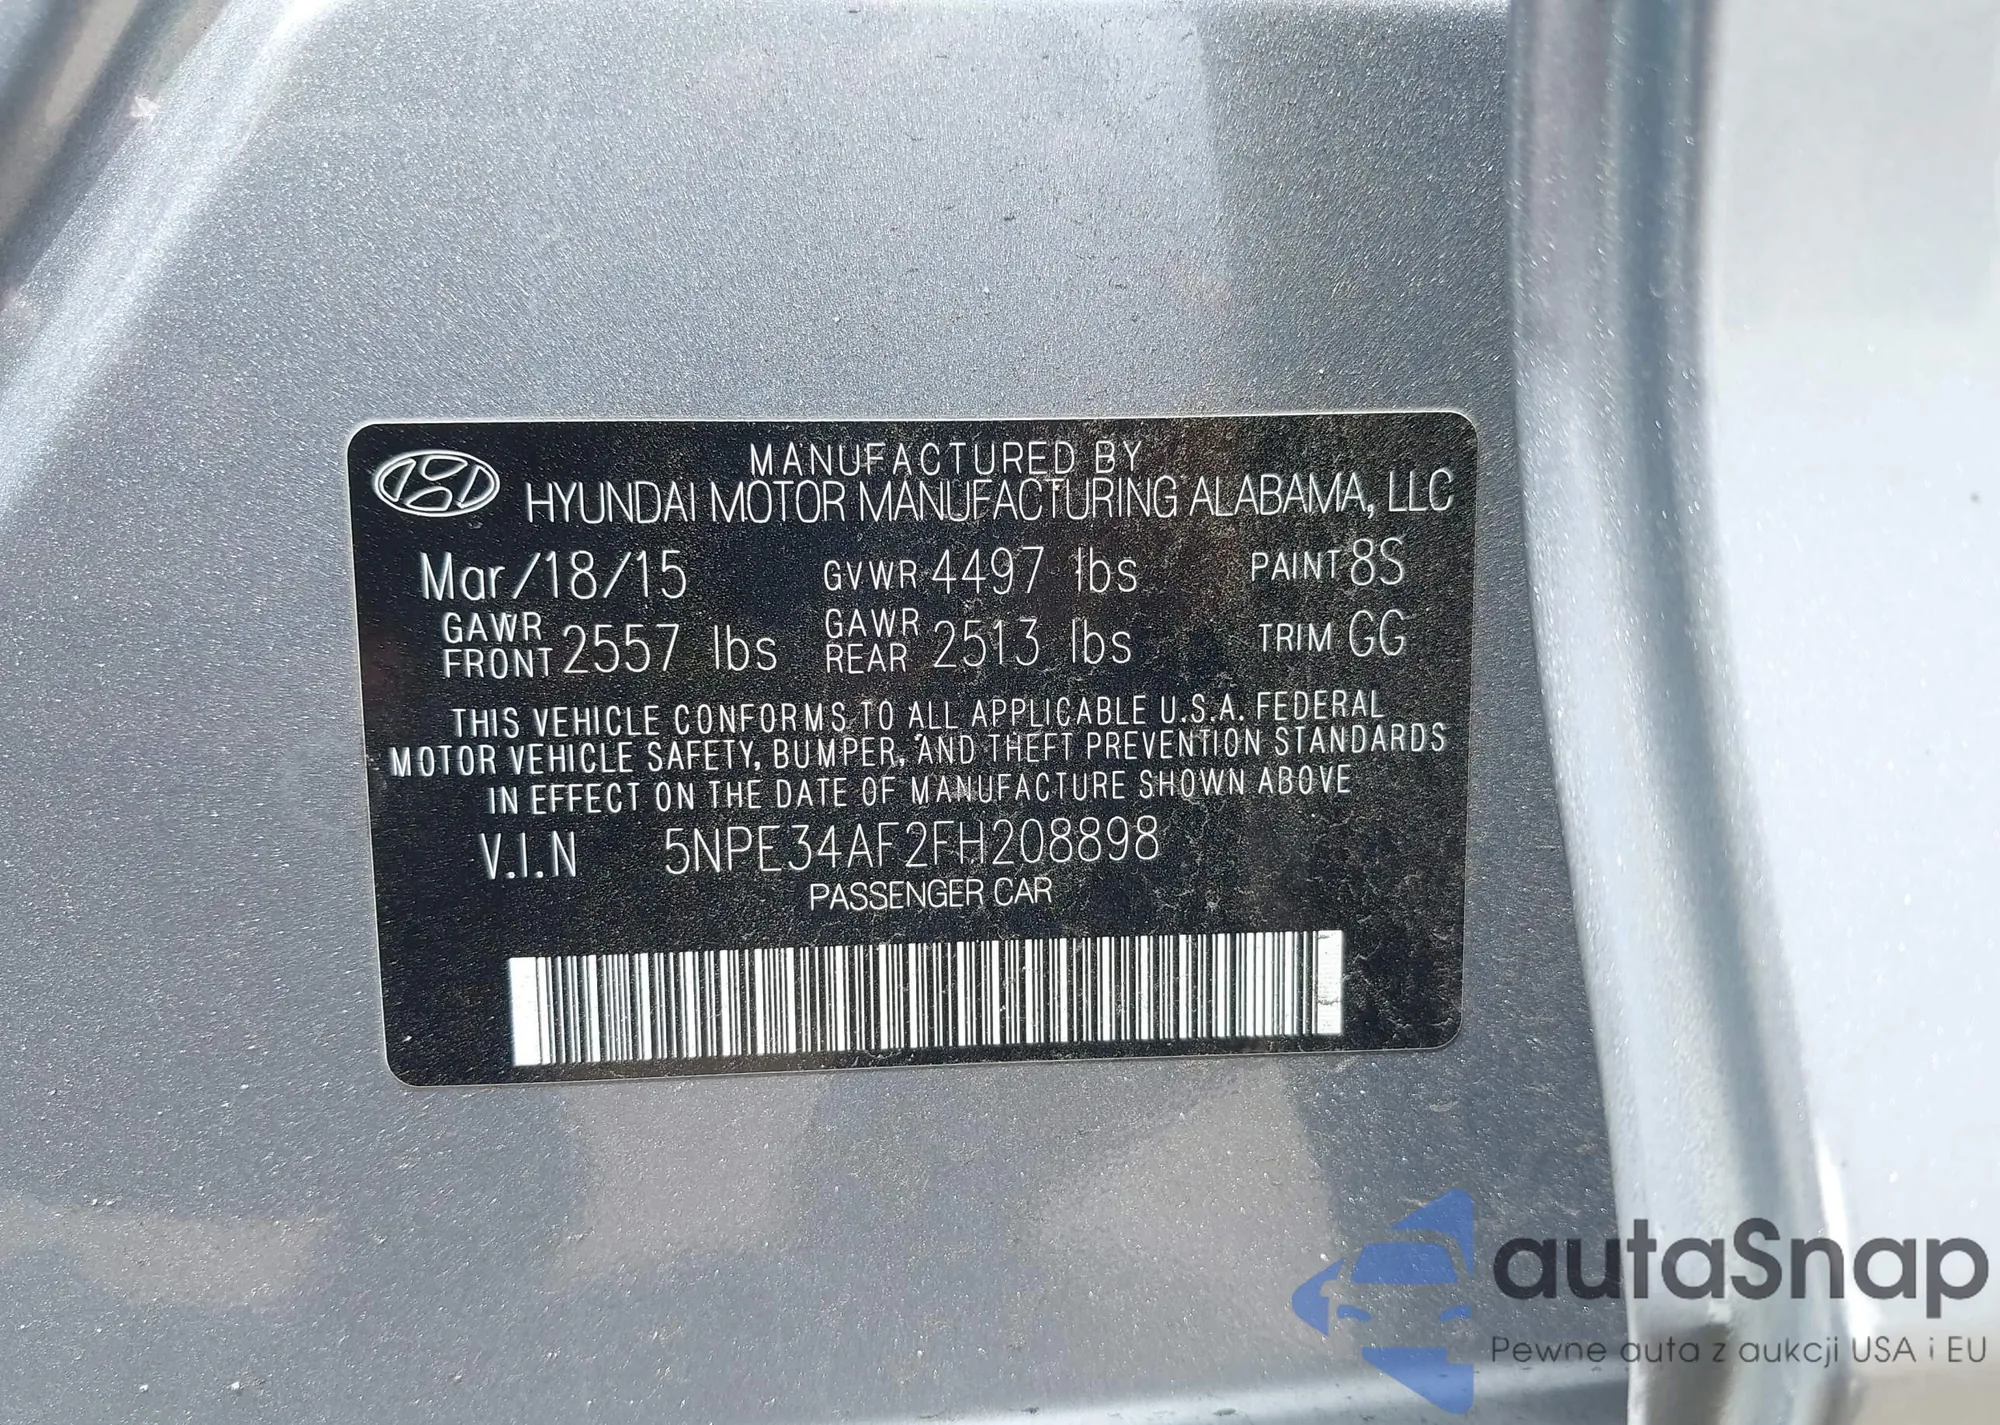 MANUFACTURED BY
HYUNDAI MOTOR MANUFACTURING ALABAMA, LLC
Mar/18/15 GVWR 4497 lbs PAINT 8S
GAWR FRONT 2557 lbs GAWR REAR 2513 lbs TRIM GG
THIS VEHICLE CONFORMS TO ALL APPLICABLE U.S.A. FEDERAL
MOTOR VEHICLE SAFETY, BUMPER, AND THEFT PREVENTION STANDARDS
IN EFFECT ON THE DATE OF MANUFACTURE SHOWN ABOVE
V.I.N 5NPE34AF2FH208898
PASSENGER CAR
autaSnap
Pewne auta z aukcji USA i EU